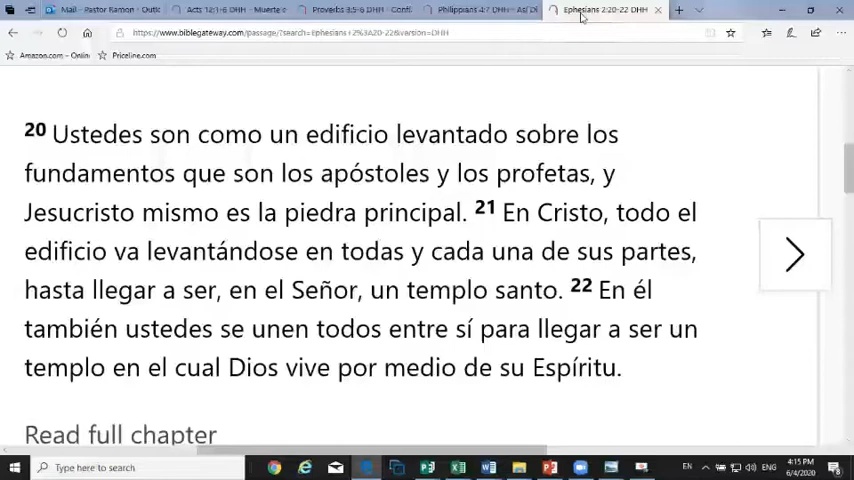 Mail - Pastor Ramon - Outlo
Acts 12:1-6 DHH - Muerte d
Proverbs 3:5-6 DHH - Confí
Philippians 4:7 DHH - Así Di
Ephesians 2:20-22 DHH
https://www.biblegateway.com/passage/?search=Ephesians+2%3A20-22&version=DHH
Amazon.com – Onlin
Priceline.com
20 Ustedes son como un edificio levantado sobre los
fundamentos que son los apóstoles y los profetas, y
Jesucristo mismo es la piedra principal. 21 En Cristo, todo el
edificio va levantándose en todas y cada una de sus partes,
hasta llegar a ser, en el Señor, un templo santo. 22 En él
también ustedes se unen todos entre sí para llegar a ser un
templo en el cual Dios vive por medio de su Espíritu.
Read full chapter
Type here to search
EN
ENG
4:15 PM
6/4/2020